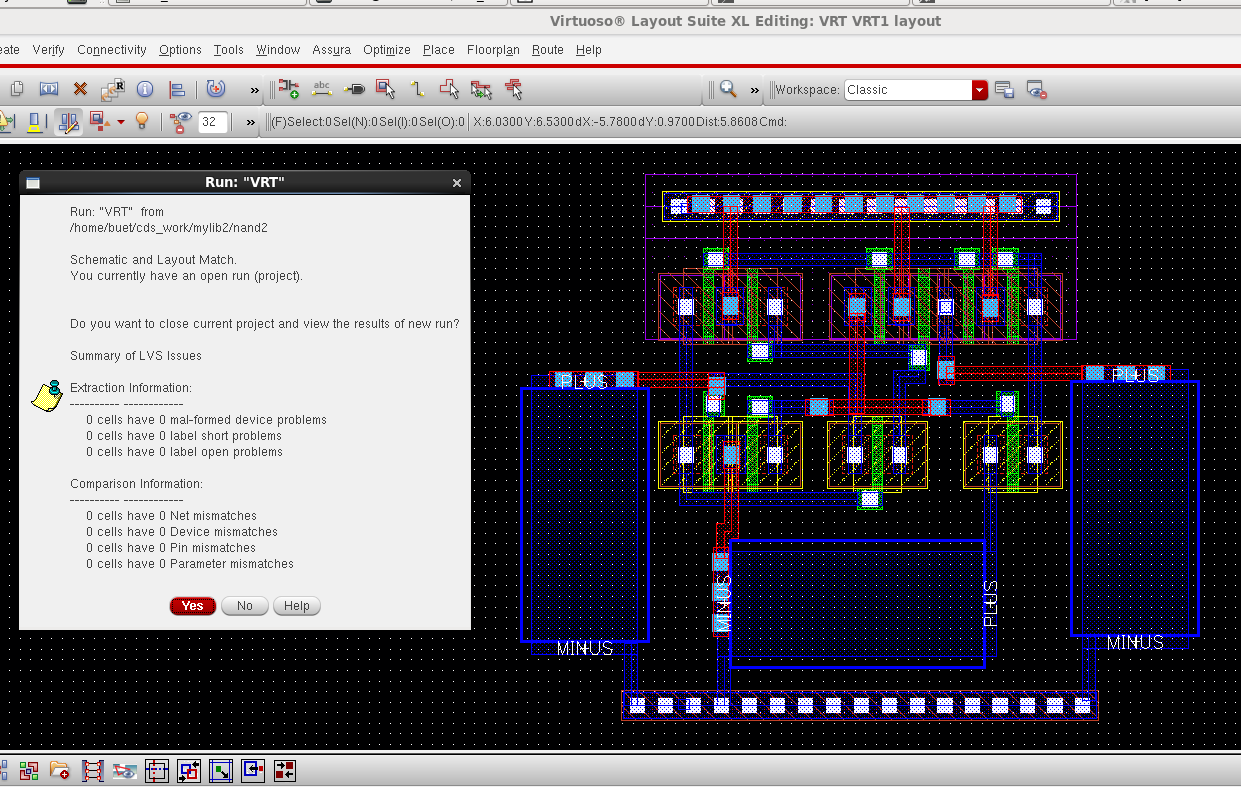 Virtuoso® Layout Suite XL Editing: VRT VRT1 layout
eate Verify Connectivity Options Tools Window Assura Optimize Place Floorplan Route Help
R
abc
»
»
Workspace: Classic
32
»
(F)Select:0 Sel(N):0 Sel(I):0 Sel(O):0 X:6.0300 Y:6.5300 dX:-5.7800 dY:0.9700 Dist:5.8608 Cmd:
Run: "VRT"
Run: "VRT" from
/home/buet/cds_work/mylib2/nand2
Schematic and Layout Match.
You currently have an open run (project).
Do you want to close current project and view the results of new run?
Summary of LVS Issues
Extraction Information:
---------- ------------
0 cells have 0 mal-formed device problems
0 cells have 0 label short problems
0 cells have 0 label open problems
Comparison Information:
---------- ------------
0 cells have 0 Net mismatches
0 cells have 0 Device mismatches
0 cells have 0 Pin mismatches
0 cells have 0 Parameter mismatches
Yes No Help
PLUS
PLUS
MINUS
PLUS
MINUS
MINUS